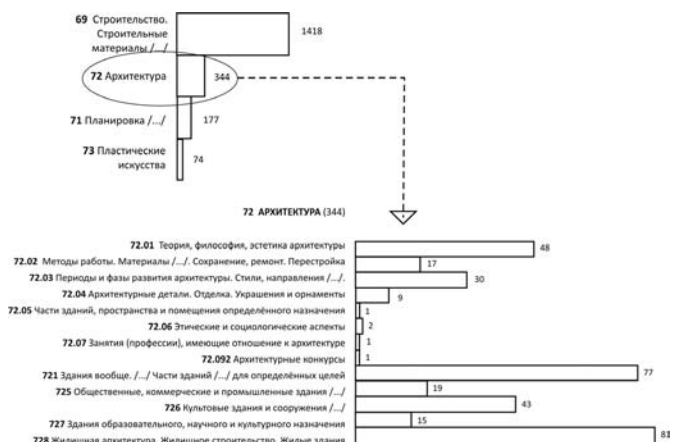 69 Строительство.
Строительные
материалы /.../
1418
72 Архитектура
344
71 Планировка /.../
177
73 Пластические
искусства
74
72 АРХИТЕКТУРА (344)
72.01 Теория, философия, эстетика архитектуры 48
72.02 Методы работы. Материалы /.../. Сохранение, ремонт. Перестройка 17
72.03 Периоды и фазы развития архитектуры. Стили, направления /.../. 30
72.04 Архитектурные детали. Отделка. Украшения и орнаменты 9
72.05 Части зданий, пространства и помещения определённого назначения 1
72.06 Этические и социологические аспекты 2
72.07 Занятия (профессии), имеющие отношение к архитектуре 1
72.092 Архитектурные конкурсы 1
721 Здания вообще. /.../ Части зданий /.../ для определённых целей 77
725 Общественные, коммерческие и промышленные здания /.../ 19
726 Культовые здания и сооружения /.../ 43
727 Здания образовательного, научного и культурного назначения 15
728 Жилищная архитектура. Жилищное строительство. Жилые здания 81